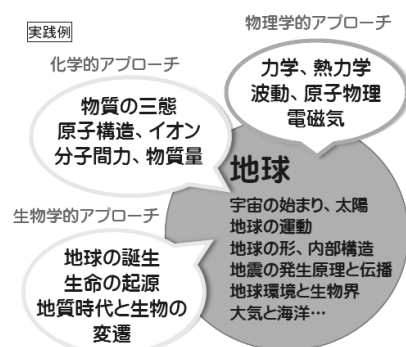 実践例
物理学的アプローチ
力学、熱力学
波動、原子物理
電磁気
化学的アプローチ
物質の三態
原子構造、イオン
分子間力、物質量
地球
宇宙の始まり、太陽
地球の運動
地球の形、内部構造
地震の発生原理と伝播
地球環境と生物界
大気と海洋…
生物学的アプローチ
地球の誕生
生命の起源
地質時代と生物の
変遷